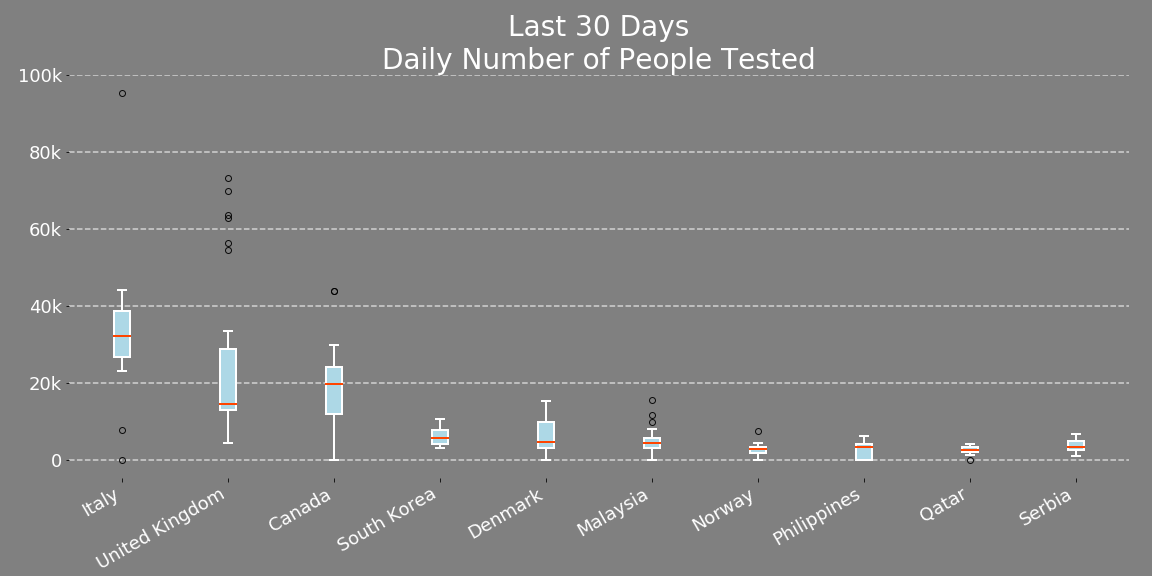 Last 30 Days
Daily Number of People Tested
100k
80k
60k
40k
20k
0
Italy
United Kingdom
Canada
South Korea
Denmark
Malaysia
Norway
Philippines
Qatar
Serbia